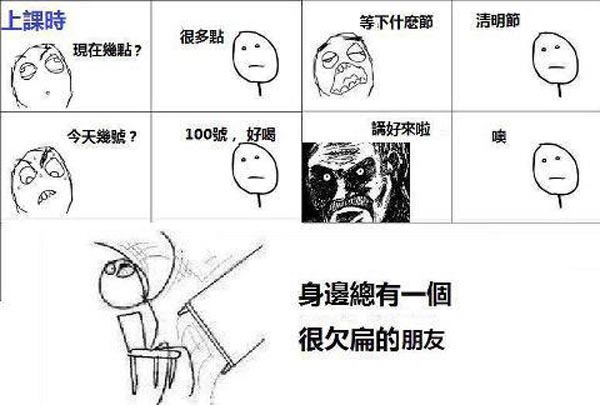 上課時
現在幾點？
很多點
等下什麼節
清明節
今天幾號？
100號，好喝
講好來啦
噢
身邊總有一個
很欠扁的朋友